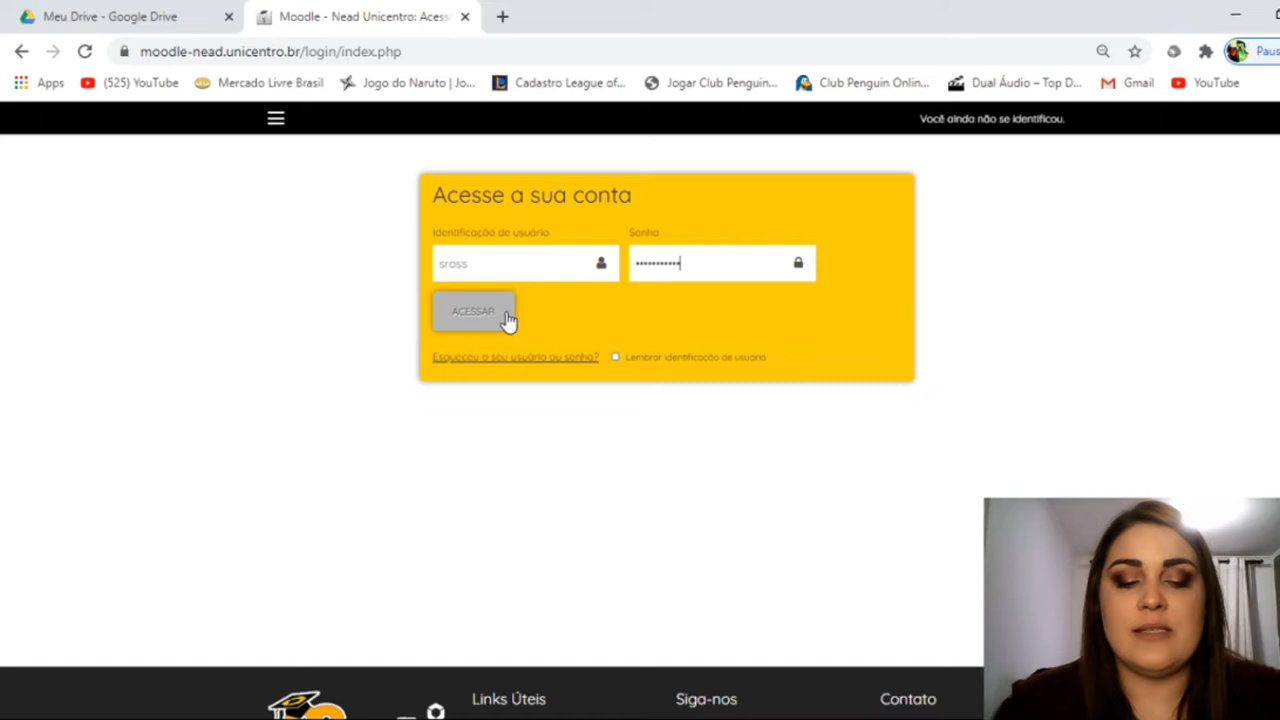 Meu Drive - Google Drive
Moodle - Nead Unicentro: Acess
moodle-nead.unicentro.br/login/index.php
Paus
Apps
(525) YouTube
Mercado Livre Brasil
Jogo do Naruto | Jo...
Cadastro League of...
Jogar Club Penguin...
Club Penguin Onlin...
Dual Áudio – Top D...
Gmail
YouTube
Você ainda não se identificou.
Acesse a sua conta
Identificação de usuário
Senha
sross
•••••••••••
ACESSAR
Esqueceu o seu usuário ou senha?
Lembrar identificação de usuário
Links Úteis
Siga-nos
Contato